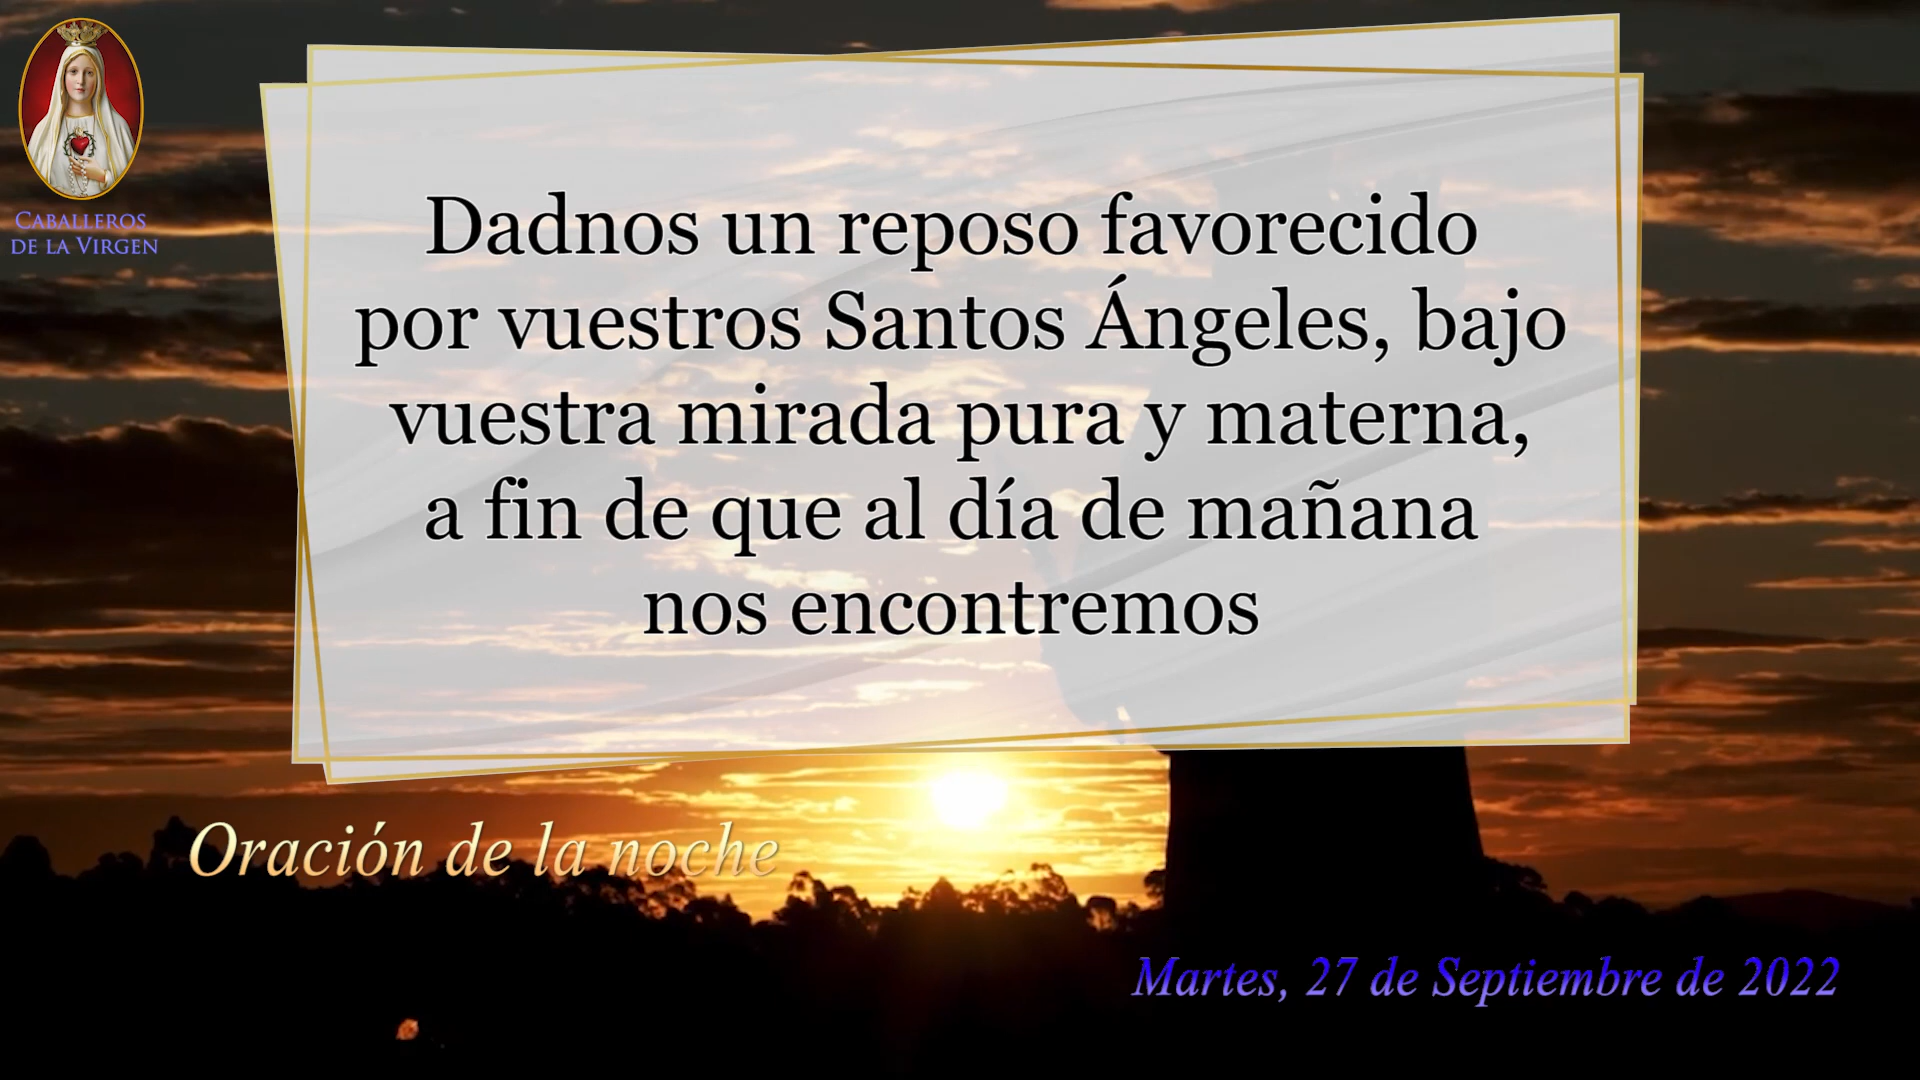 CABALLEROS
DE LA VIRGEN
Dadnos un reposo favorecido
por vuestros Santos Ángeles, bajo
vuestra mirada pura y materna,
a fin de que al día de mañana
nos encontremos
Oración de la noche
Martes, 27 de Septiembre de 2022